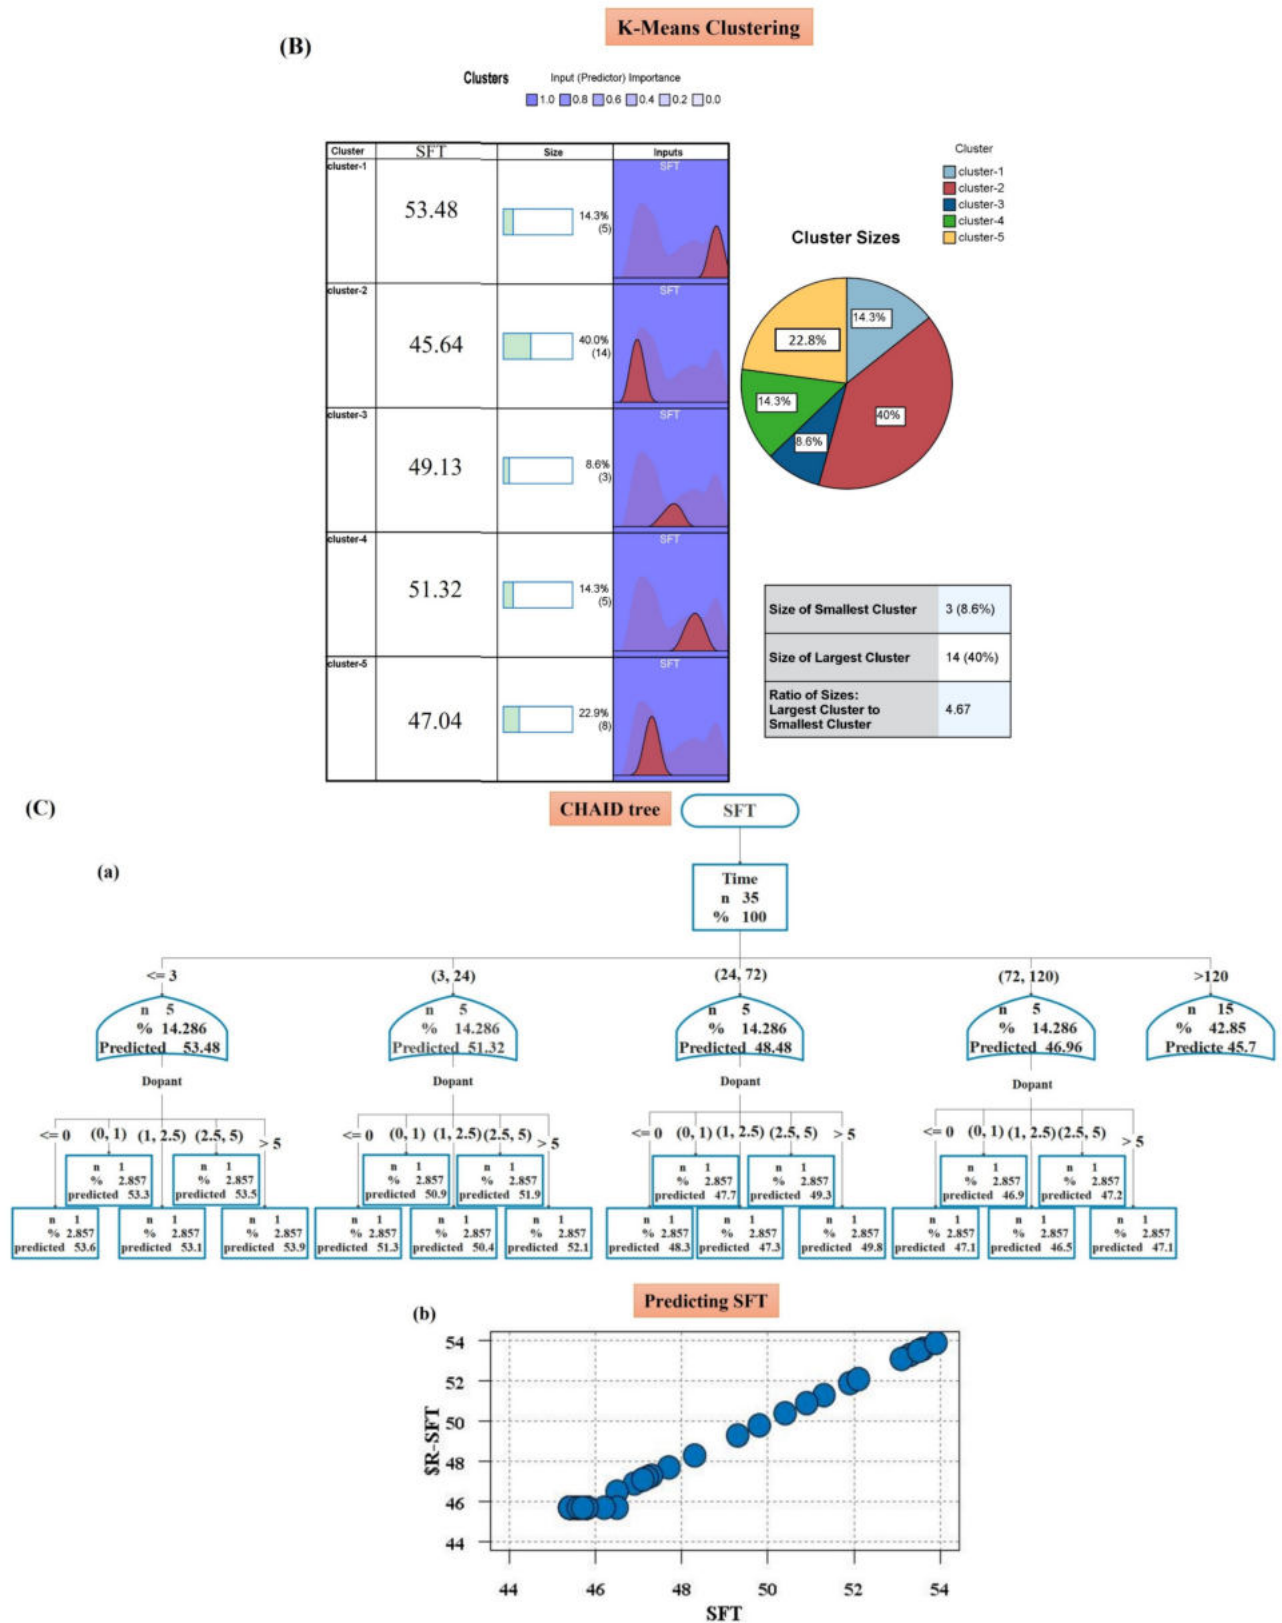 K-Means Clustering
(B)
Clusters
Input (Predictor) Importance
1.0 0.8 0.6 0.4 0.2 0.0
Cluster SFT Size Inputs
cluster-1
53.48
14.3%
(5)
SFT
cluster-2
45.64
40.0%
(14)
SFT
cluster-3
49.13
8.6%
(3)
SFT
cluster-4
51.32
14.3%
(5)
SFT
cluster-5
47.04
22.9%
(8)
SFT
Cluster
cluster-1
cluster-2
cluster-3
cluster-4
cluster-5
Cluster Sizes
14.3%
22.8%
14.3%
40%
8.6%
Size of Smallest Cluster 3 (8.6%)
Size of Largest Cluster 14 (40%)
Ratio of Sizes:
Largest Cluster to
Smallest Cluster
4.67
(C)
CHAID tree
SFT
(a)
Time
n 35
% 100
<= 3 (3, 24) (24, 72) (72, 120) >120
n 5
% 14.286
Predicted 53.48
n 5
% 14.286
Predicted 51.32
n 5
% 14.286
Predicted 48.48
n 5
% 14.286
Predicted 46.96
n 15
% 42.85
Predicte 45.7
Dopant Dopant Dopant Dopant
<= 0 (0, 1) (1, 2.5) (2.5, 5) > 5
<= 0 (0, 1) (1, 2.5) (2.5, 5) > 5
<= 0 (0, 1) (1, 2.5) (2.5, 5) > 5
<= 0 (0, 1) (1, 2.5) (2.5, 5) > 5
n 1
% 2.857
predicted 53.3
n 1
% 2.857
predicted 53.5
n 1
% 2.857
predicted 50.9
n 1
% 2.857
predicted 51.9
n 1
% 2.857
predicted 47.7
n 1
% 2.857
predicted 49.3
n 1
% 2.857
predicted 46.9
n 1
% 2.857
predicted 47.2
n 1
% 2.857
predicted 53.6
n 1
% 2.857
predicted 53.1
n 1
% 2.857
predicted 53.9
n 1
% 2.857
predicted 51.3
n 1
% 2.857
predicted 50.4
n 1
% 2.857
predicted 52.1
n 1
% 2.857
predicted 48.3
n 1
% 2.857
predicted 47.3
n 1
% 2.857
predicted 49.8
n 1
% 2.857
predicted 47.1
n 1
% 2.857
predicted 46.5
n 1
% 2.857
predicted 47.1
Predicting SFT
(b)
54
52
50
48
46
44
$R-SFT
44 46 48 50 52 54
SFT